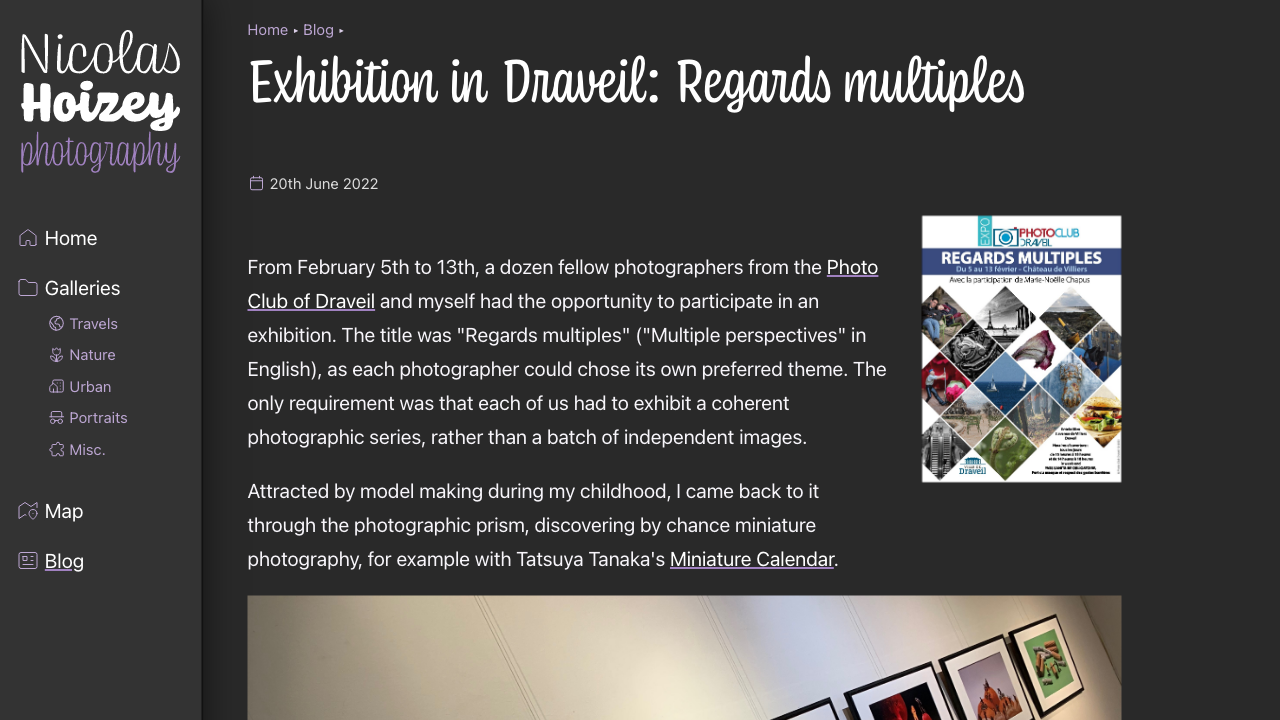 Nicolas
Hoizey
photography
Home
Galleries
Travels
Nature
Urban
Portraits
Misc.
Map
Blog
Home ▸ Blog ▸
Exhibition in Draveil: Regards multiples
20th June 2022
From February 5th to 13th, a dozen fellow photographers from the Photo
Club of Draveil and myself had the opportunity to participate in an
exhibition. The title was "Regards multiples" ("Multiple perspectives" in
English), as each photographer could chose its own preferred theme. The
only requirement was that each of us had to exhibit a coherent
photographic series, rather than a batch of independent images.
EXPO
PHOTOCLUB
DRAVEIL
REGARDS MULTIPLES
Du 5 au 13 février - Château de Villiers
Avec la participation de Marie-Noëlle Chapus
Draveil
Attracted by model making during my childhood, I came back to it
through the photographic prism, discovering by chance miniature
photography, for example with Tatsuya Tanaka's Miniature Calendar.